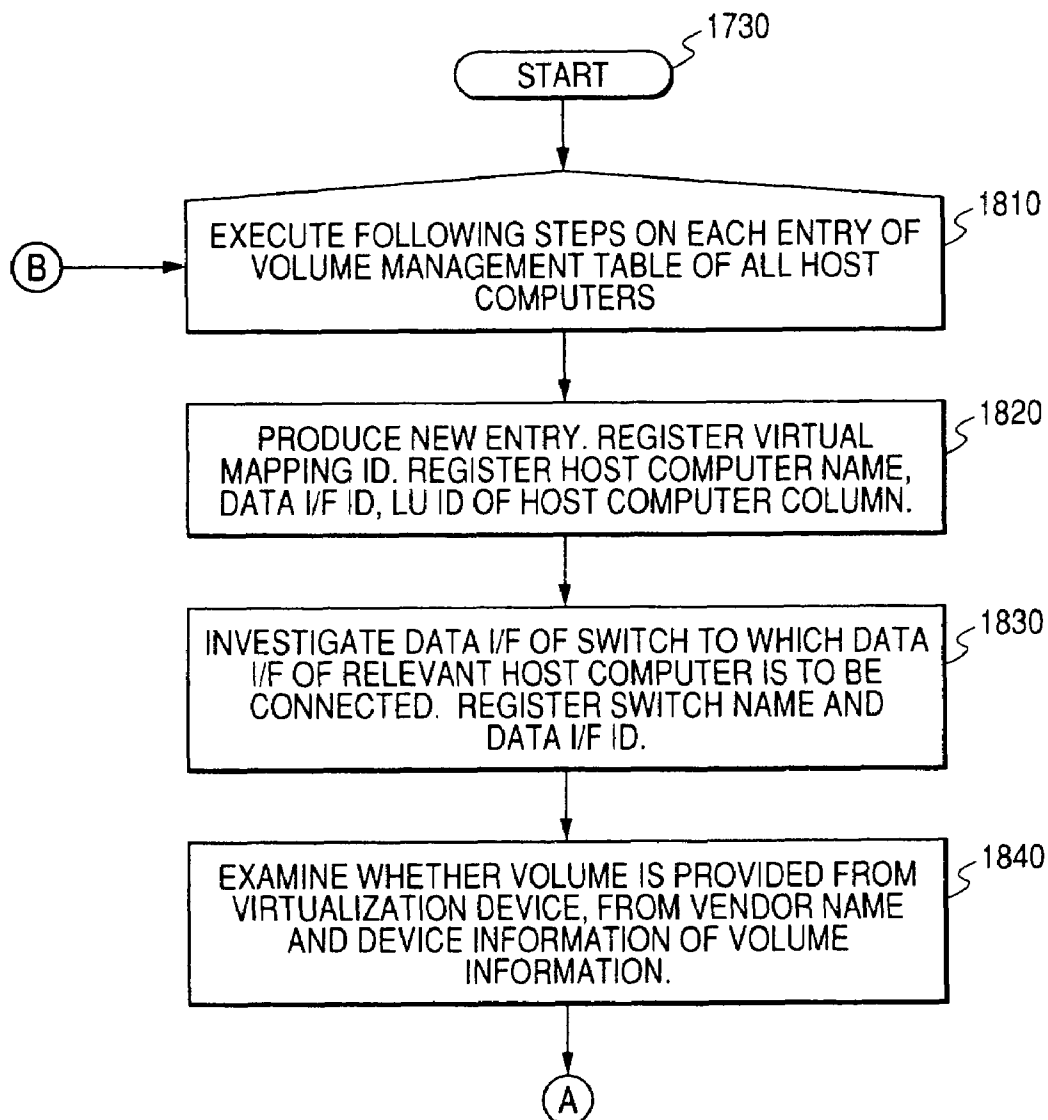 1730
START
1810
EXECUTE FOLLOWING STEPS ON EACH ENTRY OF
VOLUME MANAGEMENT TABLE OF ALL HOST
COMPUTERS
B
1820
PRODUCE NEW ENTRY. REGISTER VIRTUAL
MAPPING ID. REGISTER HOST COMPUTER NAME,
DATA I/F ID, LU ID OF HOST COMPUTER COLUMN.
1830
INVESTIGATE DATA I/F OF SWITCH TO WHICH DATA
I/F OF RELEVANT HOST COMPUTER IS TO BE
CONNECTED. REGISTER SWITCH NAME AND
DATA I/F ID.
1840
EXAMINE WHETHER VOLUME IS PROVIDED FROM
VIRTUALIZATION DEVICE, FROM VENDOR NAME
AND DEVICE INFORMATION OF VOLUME
INFORMATION.
A